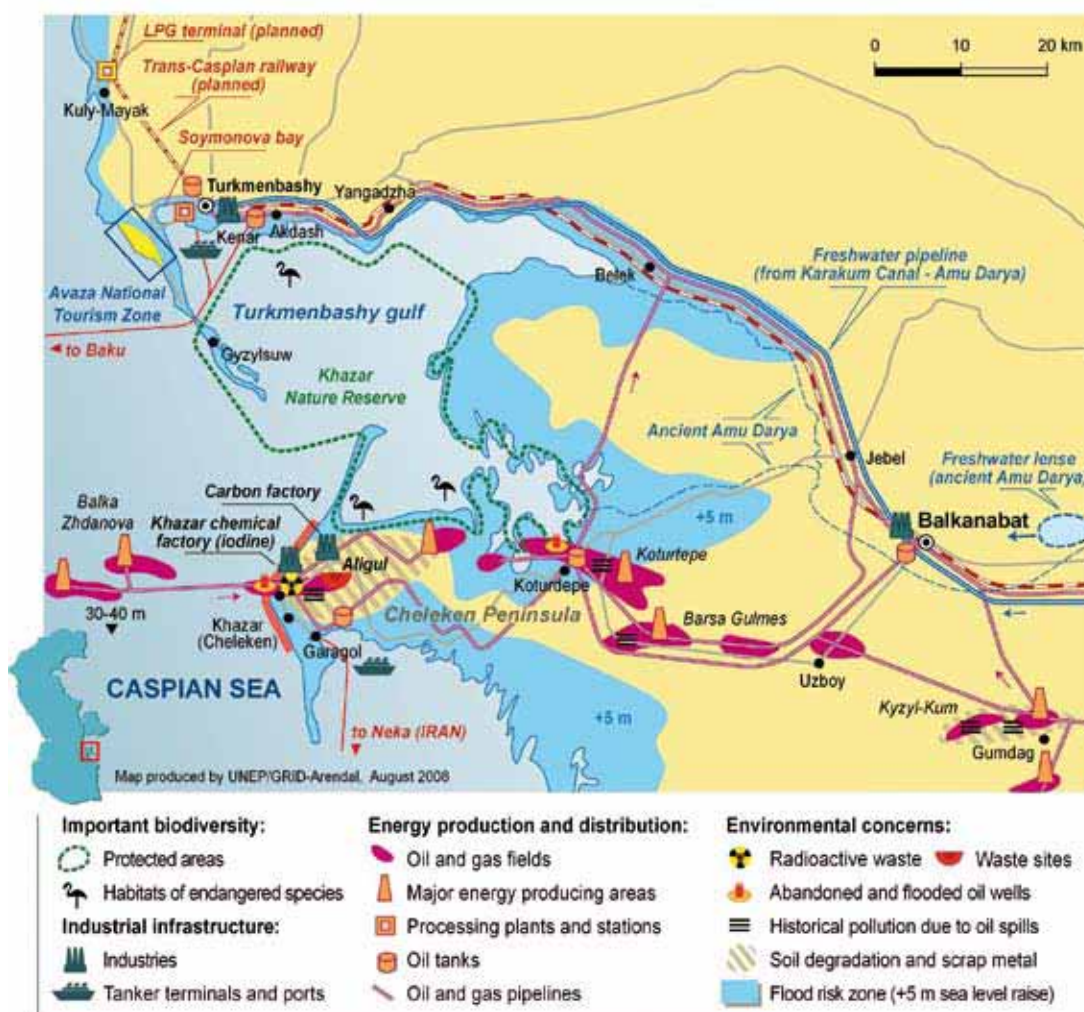 LPG terminal (planned)
0 10 20 km
Trans-Caspian railway
(planned)
Kuly-Mayak
Soymonova bay
Turkmenbashy
Yangadzha
Kenar
Akdash
Freshwater pipeline
(from Karakum Canal - Amu Darya)
Belek
Avaza National
Tourism Zone
Turkmenbashy gulf
to Baku
Gyzylsuw
Khazar
Nature Reserve
Ancient Amu Darya
Jebel
Freshwater lense
(ancient Amu Darya)
Carbon factory
Balka
Zhdanova
Khazar chemical
factory (iodine)
+5 m
Balkanabat
Aligul
Koturtepe
Koturdepe
30-40 m
Cheleken Peninsula
Barsa Gulmes
Khazar
(Cheleken)
Garagol
Uzboy
CASPIAN SEA
Kyzyl-Kum
+5 m
to Neka (IRAN)
Gumdag
Map produced by UNEP/GRID-Arendal, August 2008
Important biodiversity:
Protected areas
Habitats of endangered species
Industrial infrastructure:
Industries
Tanker terminals and ports
Energy production and distribution:
Oil and gas fields
Major energy producing areas
Processing plants and stations
Oil tanks
Oil and gas pipelines
Environmental concerns:
Radioactive waste Waste sites
Abandoned and flooded oil wells
Historical pollution due to oil spills
Soil degradation and scrap metal
Flood risk zone (+5 m sea level raise)